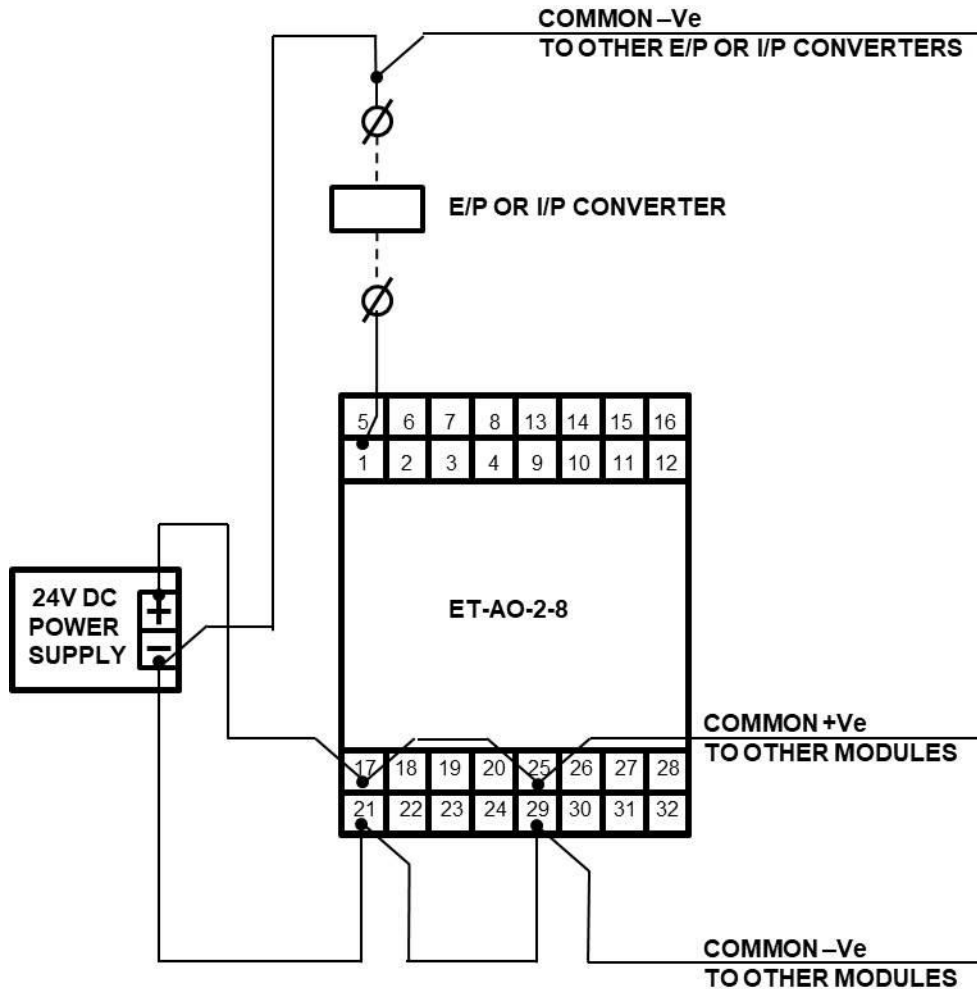 COMMON –Ve
TO OTHER E/P OR I/P CONVERTERS
E/P OR I/P CONVERTER
5 6 7 8 13 14 15 16
1 2 3 4 9 10 11 12
24V DC
POWER
SUPPLY
+
–
ET-AO-2-8
COMMON +Ve
TO OTHER MODULES
17 18 19 20 25 26 27 28
21 22 23 24 29 30 31 32
COMMON –Ve
TO OTHER MODULES